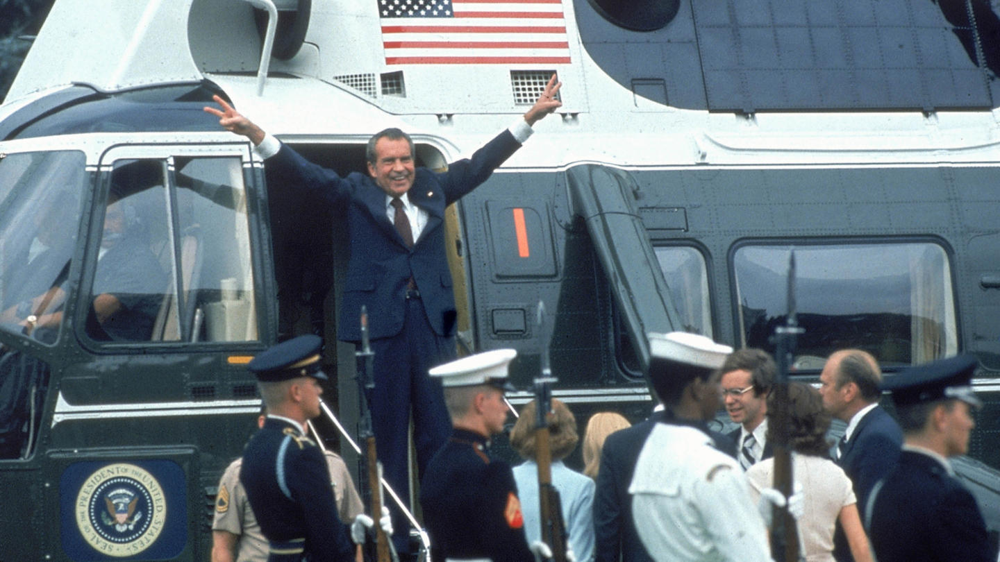 SEAL OF THE PRESIDENT OF THE UNITED STATES